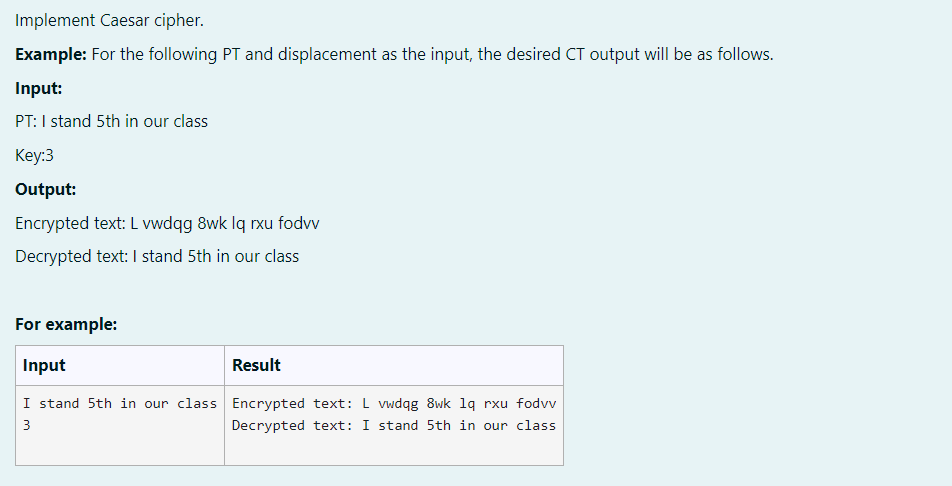 Implement Caesar cipher.
Example: For the following PT and displacement as the input, the desired CT output will be as follows.
Input:
PT: I stand 5th in our class
Key:3
Output:
Encrypted text: L vwdqg 8wk lq rxu fodvv
Decrypted text: I stand 5th in our class
For example:
Input Result
I stand 5th in our class Encrypted text: L vwdqg 8wk lq rxu fodvv
3 Decrypted text: I stand 5th in our class